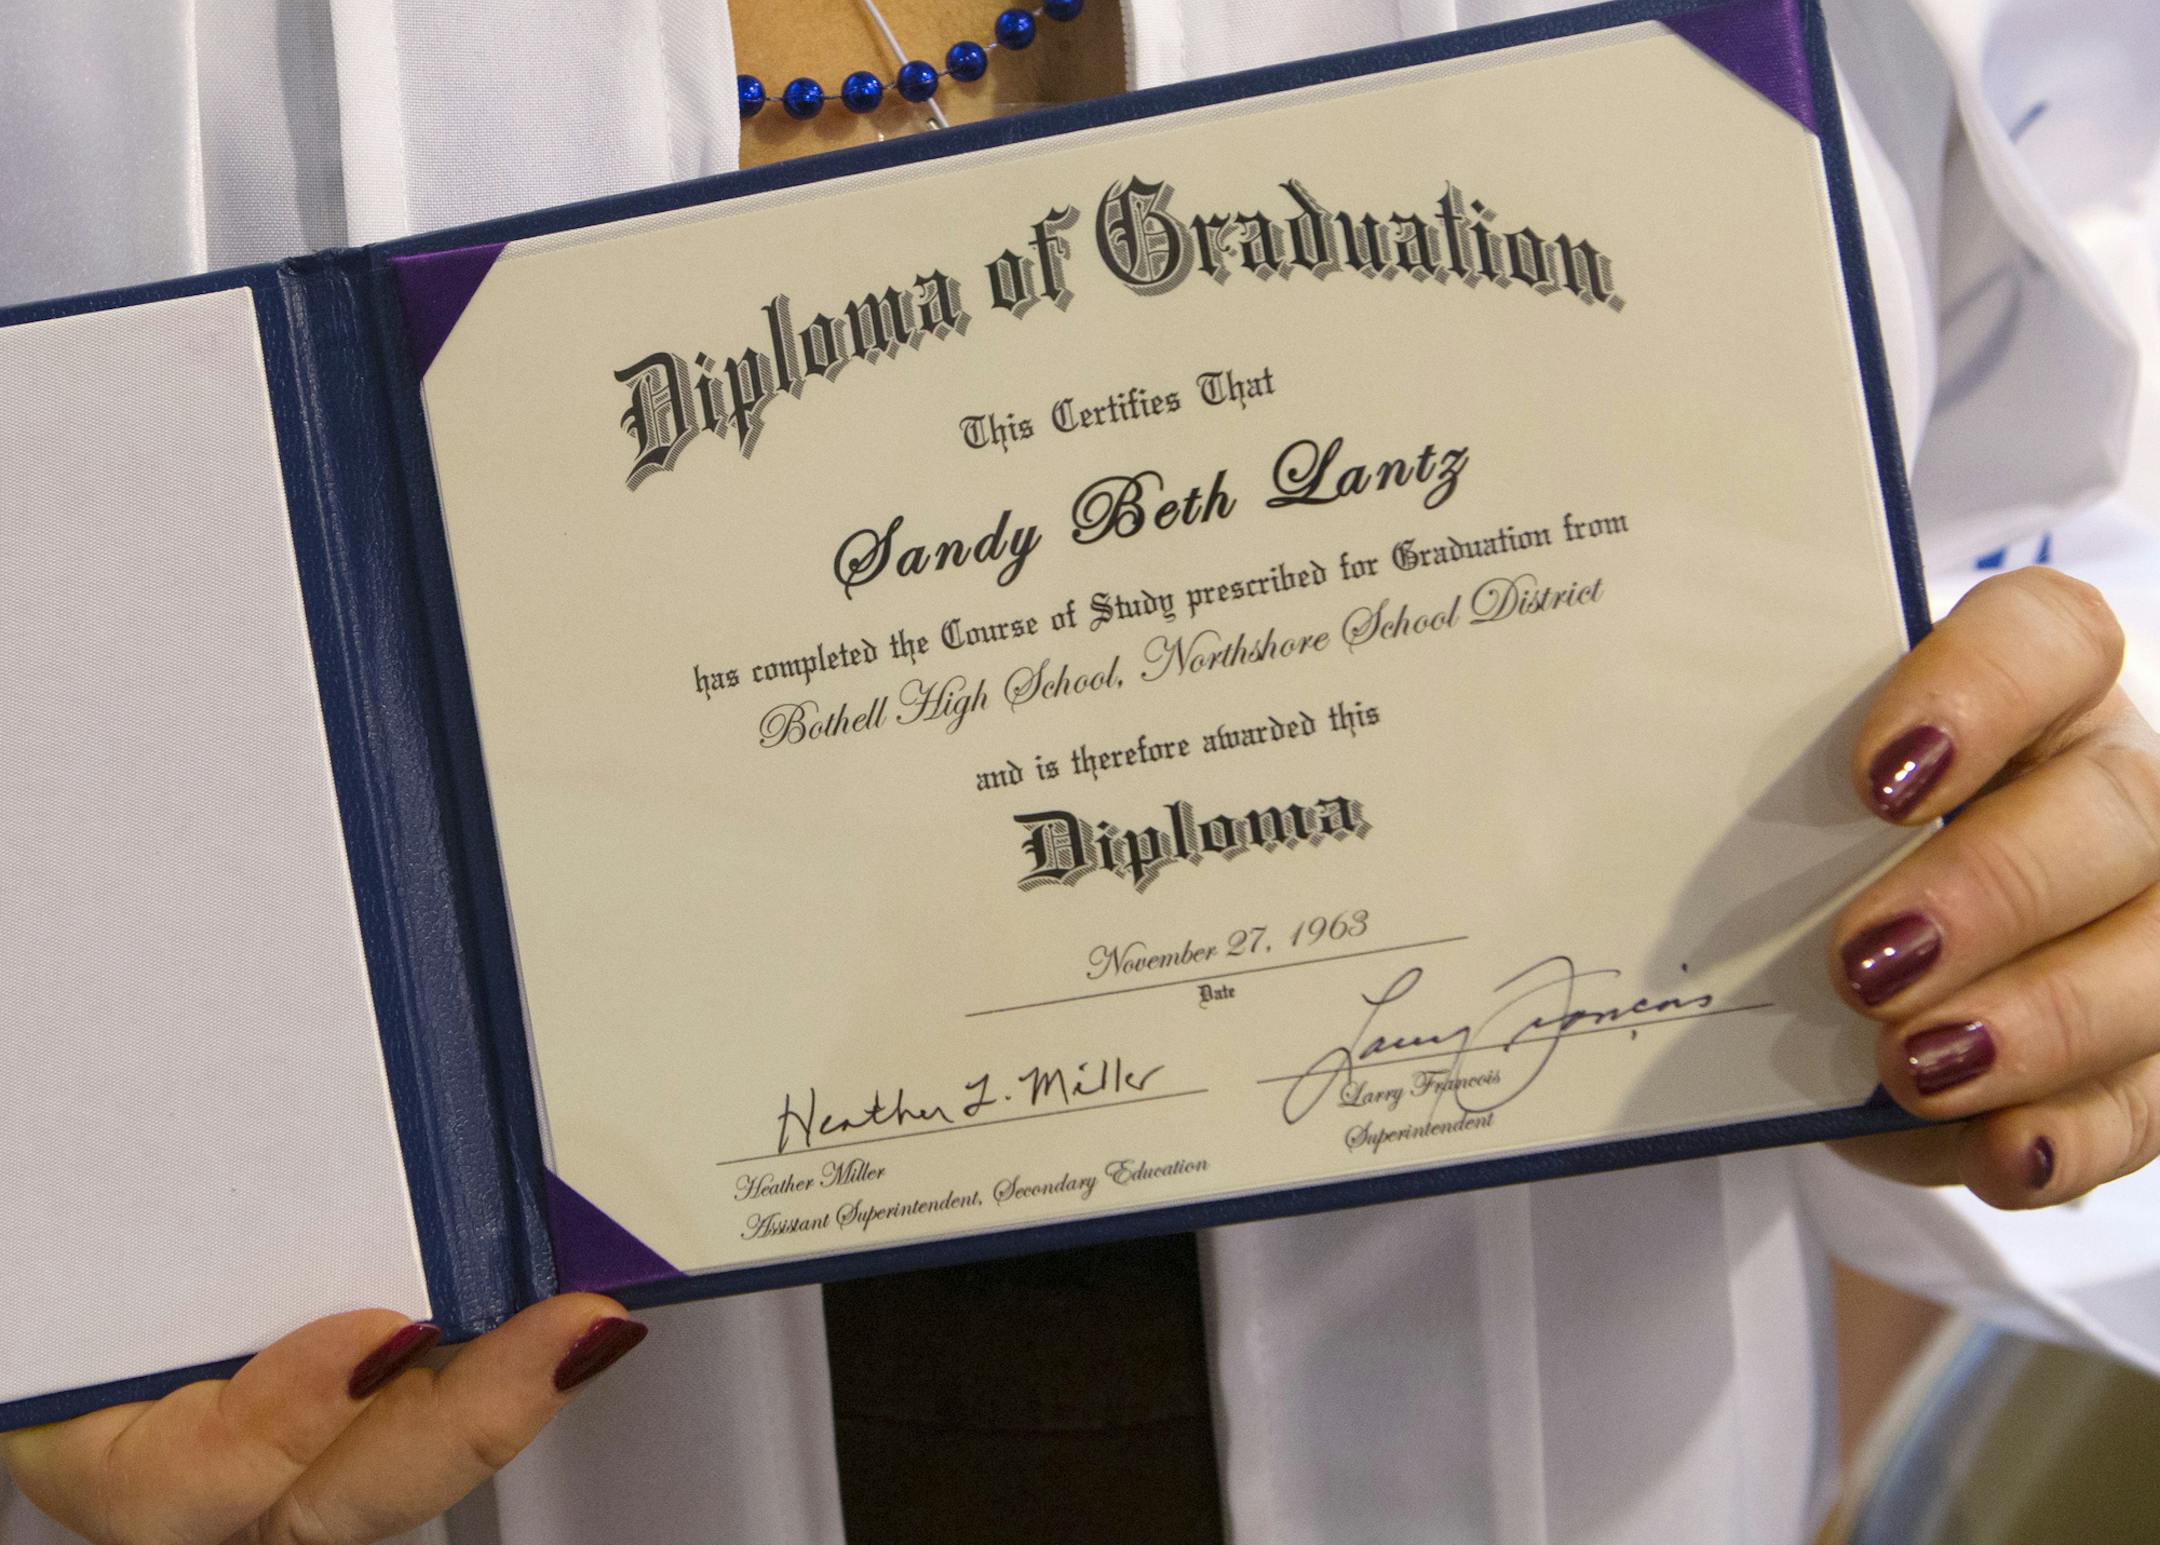 Diploma of Graduation
This Certifies That
Sandy Beth Lantz
has completed the Course of Study prescribed for Graduation from
Bothell High School, Northshore School District
and is therefore awarded this
Diploma
November 27, 1963
Date
Heather L. Miller
Heather Miller
Assistant Superintendent, Secondary Education
Larry François
Larry Francois
Superintendent